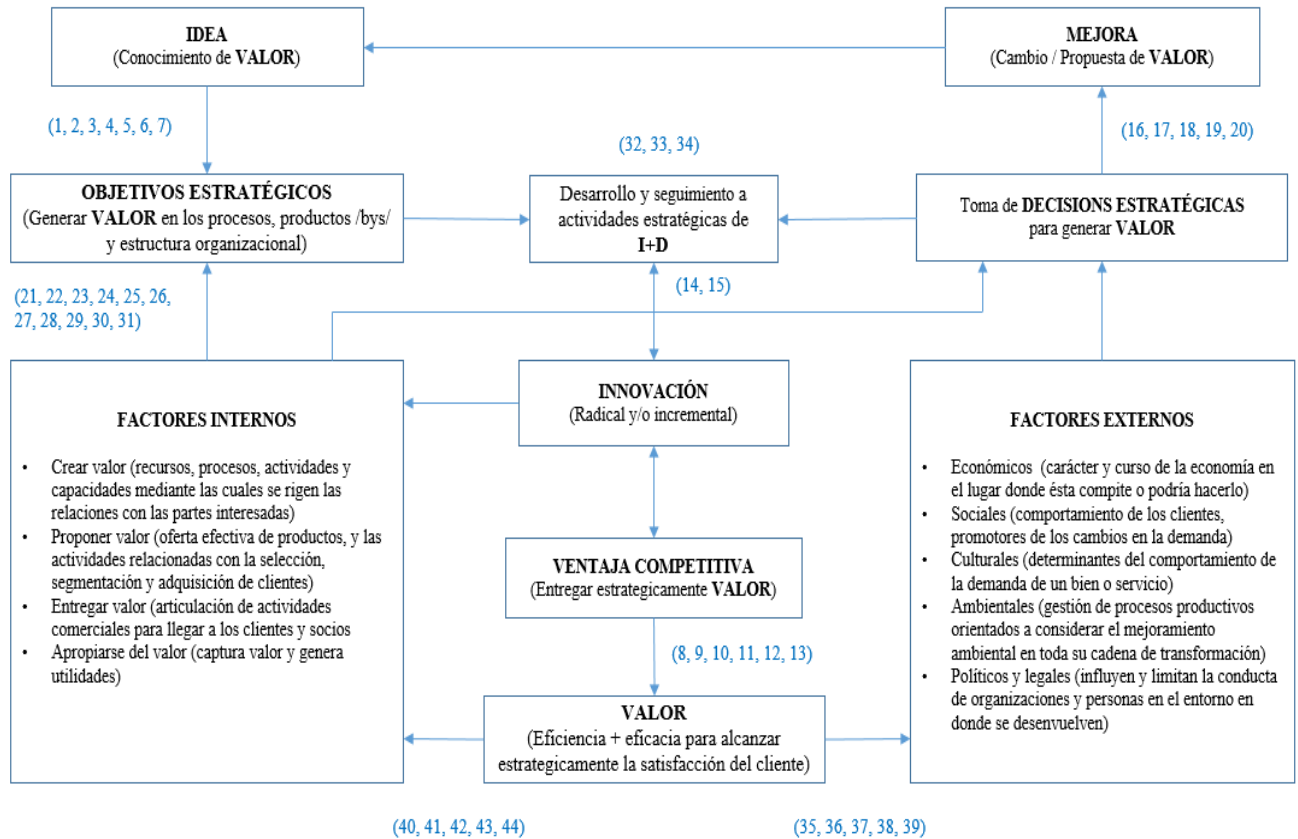 IDEA
(Conocimiento de VALOR)
MEJORA
(Cambio / Propuesta de VALOR)
(1, 2, 3, 4, 5, 6, 7)
(16, 17, 18, 19, 20)
(32, 33, 34)
OBJETIVOS ESTRATÉGICOS
(Generar VALOR en los procesos, productos /bys/
y estructura organizacional)
Desarrollo y seguimiento a
actividades estratégicas de
I+D
Toma de DECISIONS ESTRATÉGICAS
para generar VALOR
(21, 22, 23, 24, 25, 26,
27, 28, 29, 30, 31)
(14, 15)
FACTORES INTERNOS
• Crear valor (recursos, procesos, actividades y
capacidades mediante las cuales se rigen las
relaciones con las partes interesadas)
• Proponer valor (oferta efectiva de productos, y las
actividades relacionadas con la selección,
segmentación y adquisición de clientes)
• Entregar valor (articulación de actividades
comerciales para llegar a los clientes y socios
• Apropiarse del valor (captura valor y genera
utilidades)
INNOVACIÓN
(Radical y/o incremental)
VENTAJA COMPETITIVA
(Entregar estrategicamente VALOR)
(8, 9, 10, 11, 12, 13)
VALOR
(Eficiencia + eficacia para alcanzar
estrategicamente la satisfacción del cliente)
FACTORES EXTERNOS
• Económicos (carácter y curso de la economía en
el lugar donde ésta compite o podría hacerlo)
• Sociales (comportamiento de los clientes,
promotores de los cambios en la demanda)
• Culturales (determinantes del comportamiento de
la demanda de un bien o servicio)
• Ambientales (gestión de procesos productivos
orientados a considerar el mejoramiento
ambiental en toda su cadena de transformación)
• Políticos y legales (influyen y limitan la conducta
de organizaciones y personas en el entorno en
donde se desenvuelven)
(40, 41, 42, 43, 44)
(35, 36, 37, 38, 39)